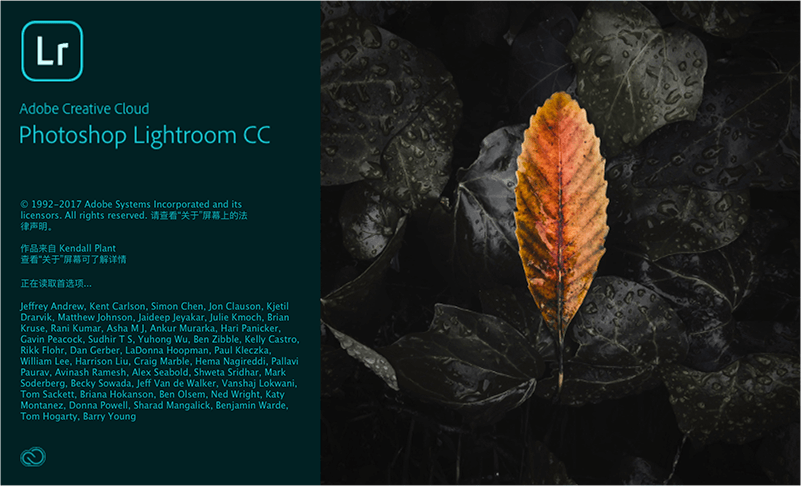 Lr
Adobe Creative Cloud
Photoshop Lightroom CC
© 1992-2017 Adobe Systems Incorporated and its
licensors. All rights reserved. 请查看“关于”屏幕上的法
律声明。
作品来自 Kendall Plant
查看“关于”屏幕可了解详情
正在读取首选项...
Jeffrey Andrew, Kent Carlson, Simon Chen, Jon Clauson, Kjetil
Drarvik, Matthew Johnson, Jaideep Jeyakar, Julie Kmoch, Brian
Kruse, Rani Kumar, Asha M J, Ankur Murarka, Hari Panicker,
Gavin Peacock, Sudhir T S, Yuhong Wu, Ben Zibble, Kelly Castro,
Rikk Flohr, Dan Gerber, LaDonna Hoopman, Paul Kleczka,
William Lee, Harrison Liu, Craig Marble, Hema Nagireddi, Pallavi
Paurav, Avinash Ramesh, Alex Seabold, Shweta Sridhar, Mark
Soderberg, Becky Sowada, Jeff Van de Walker, Vanshaj Lokwani,
Tom Sackett, Briana Hokanson, Ben Olsem, Ned Wright, Katy
Montanez, Donna Powell, Sharad Mangalick, Benjamin Warde,
Tom Hogarty, Barry Young